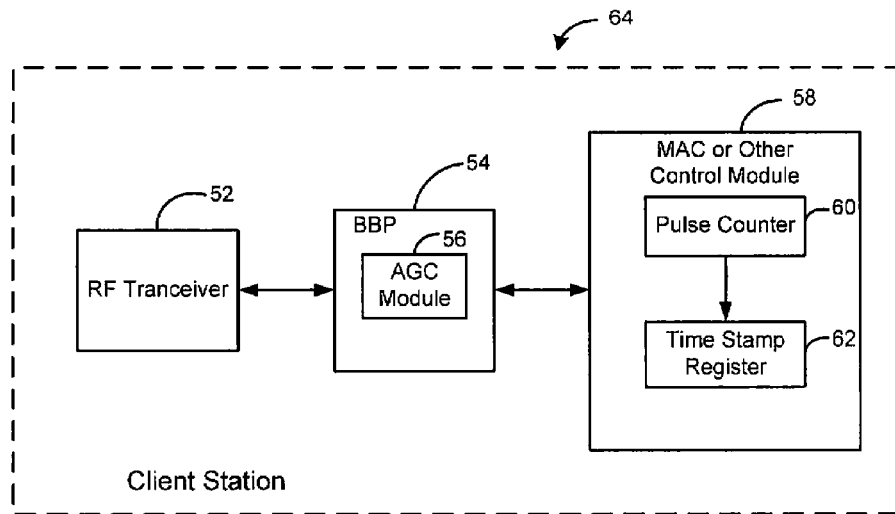 64
58
MAC or Other
Control Module
54
52
60
BBP
Pulse Counter
56
AGC
Module
RF Tranceiver
62
Time Stamp
Register
Client Station